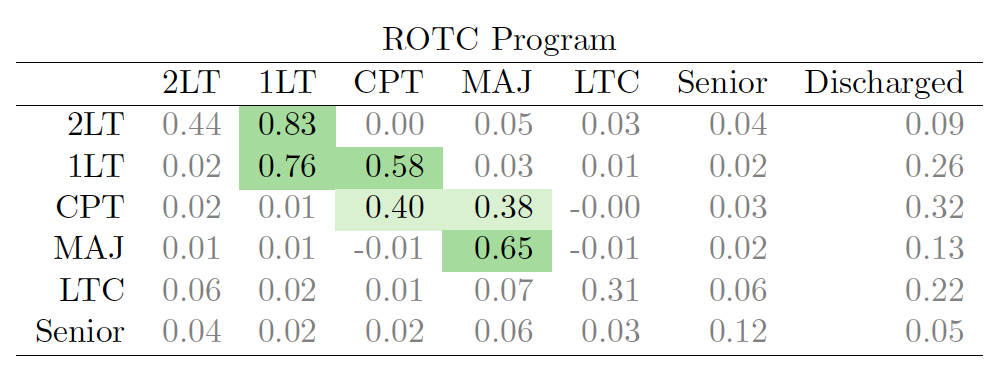 ROTC Program
2LT 1LT CPT MAJ LTC Senior Discharged
2LT 0.44 0.83 0.00 0.05 0.03 0.04 0.09
1LT 0.02 0.76 0.58 0.03 0.01 0.02 0.26
CPT 0.02 0.01 0.40 0.38 -0.00 0.03 0.32
MAJ 0.01 0.01 -0.01 0.65 -0.01 0.02 0.13
LTC 0.06 0.02 0.01 0.07 0.31 0.06 0.22
Senior 0.04 0.02 0.02 0.06 0.03 0.12 0.05